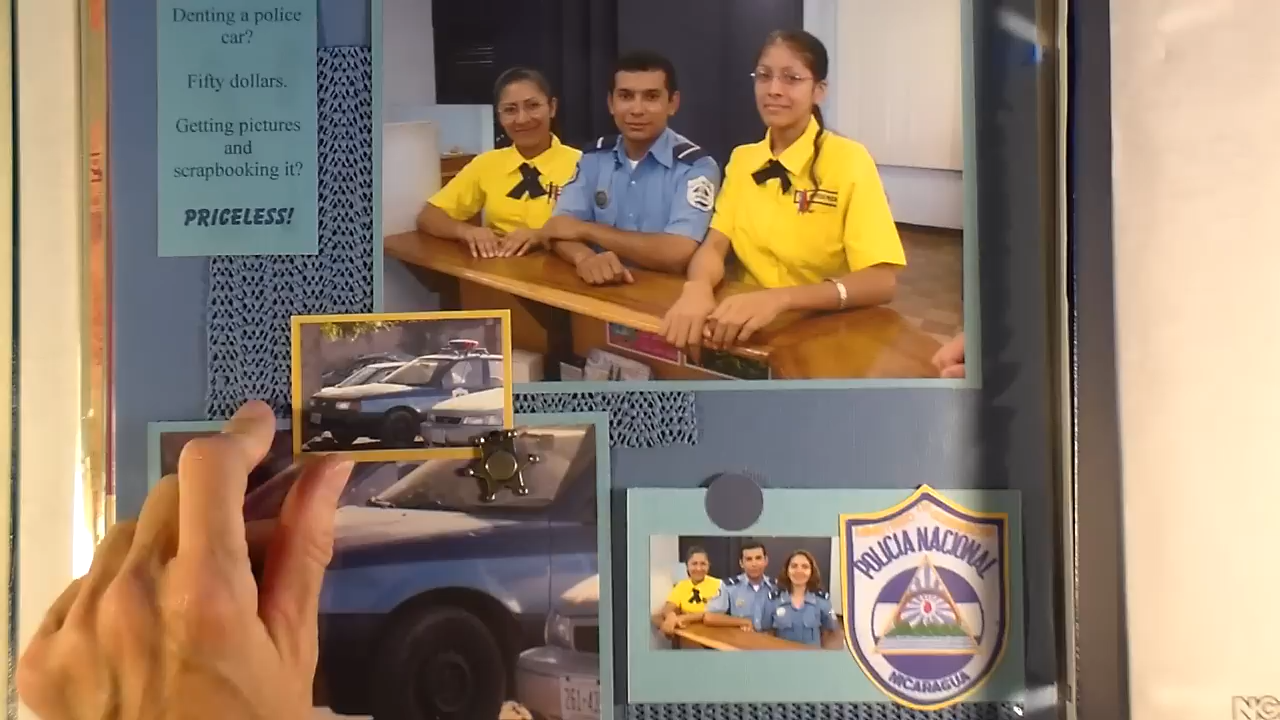 Denting a police
car?
Fifty dollars.
Getting pictures
and
scrapbooking it?
PRICELESS!
POLICIA NACIONAL
NICARAGUA